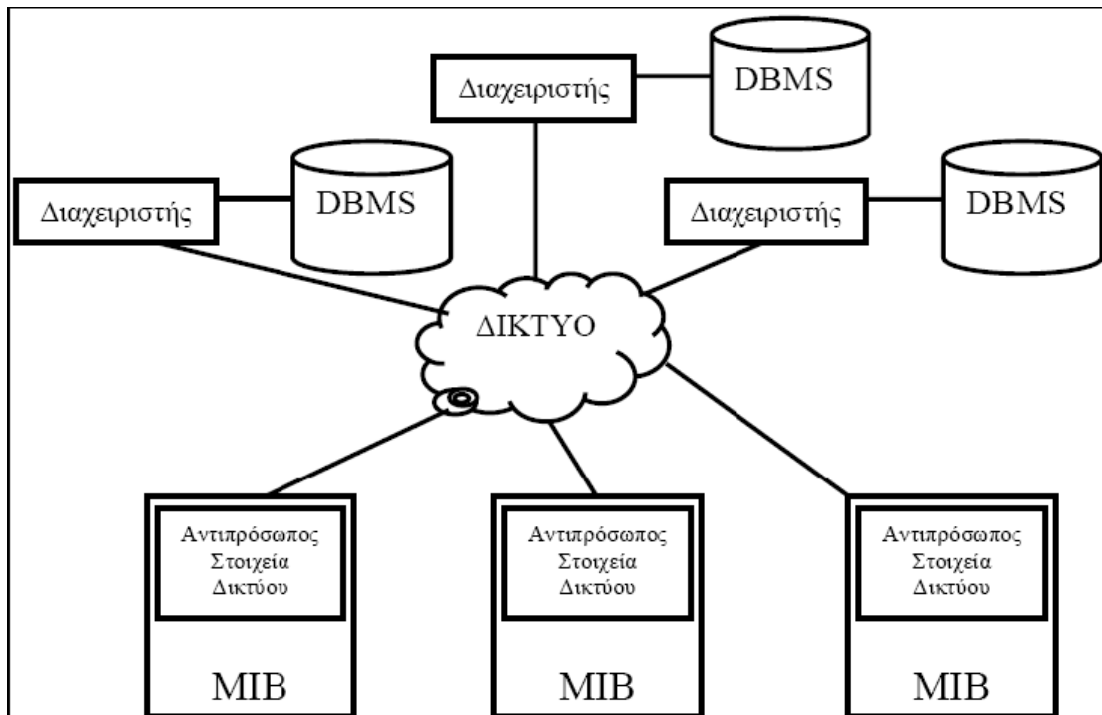 Διαχειριστής
DBMS
Διαχειριστής
DBMS
Διαχειριστής
DBMS
ΔΙΚΤΥΟ
Αντιπρόσωπος
Στοιχεία
Δικτύου
MIB
Αντιπρόσωπος
Στοιχεία
Δικτύου
MIB
Αντιπρόσωπος
Στοιχεία
Δικτύου
MIB